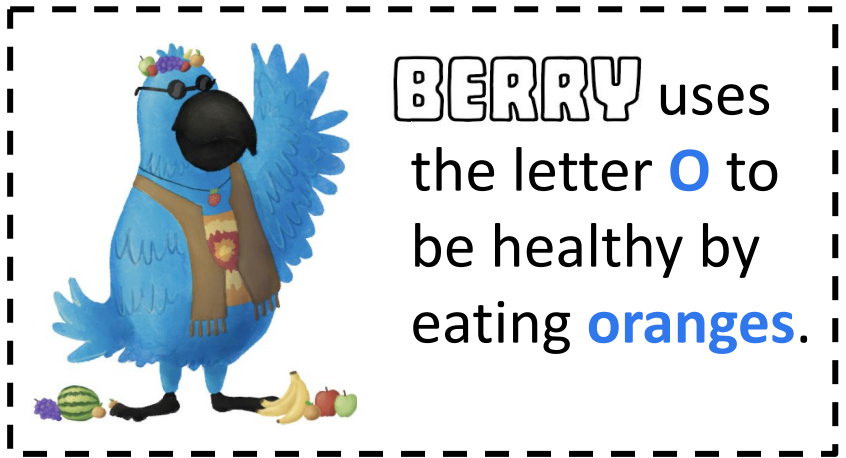 BERRY uses
the letter O to
be healthy by
eating oranges.